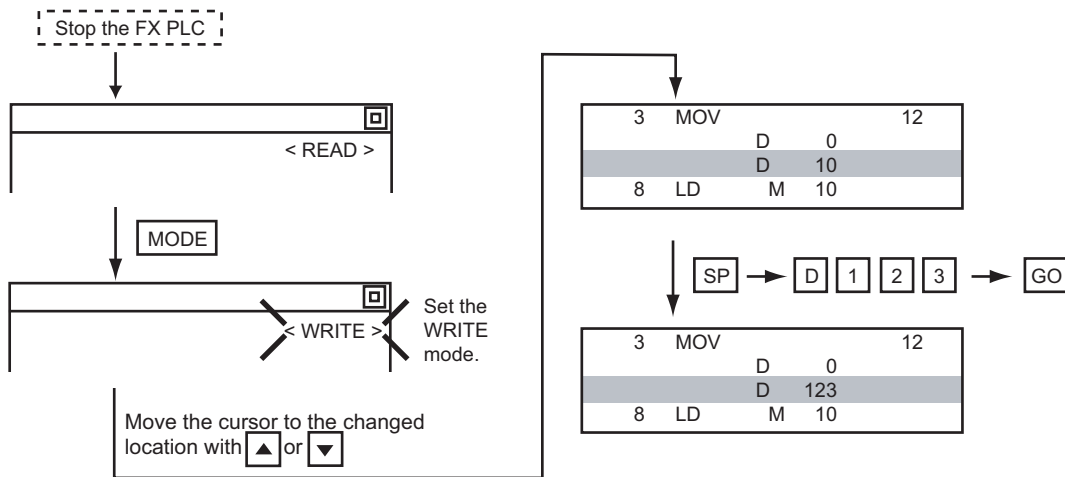 Stop the FX PLC
< READ >
MODE
< WRITE >
Set the
WRITE
mode.
Move the cursor to the changed
location with ▲ or ▼
3 MOV 12
D 0
D 10
8 LD M 10
SP D 1 2 3 GO
3 MOV 12
D 0
D 123
8 LD M 10